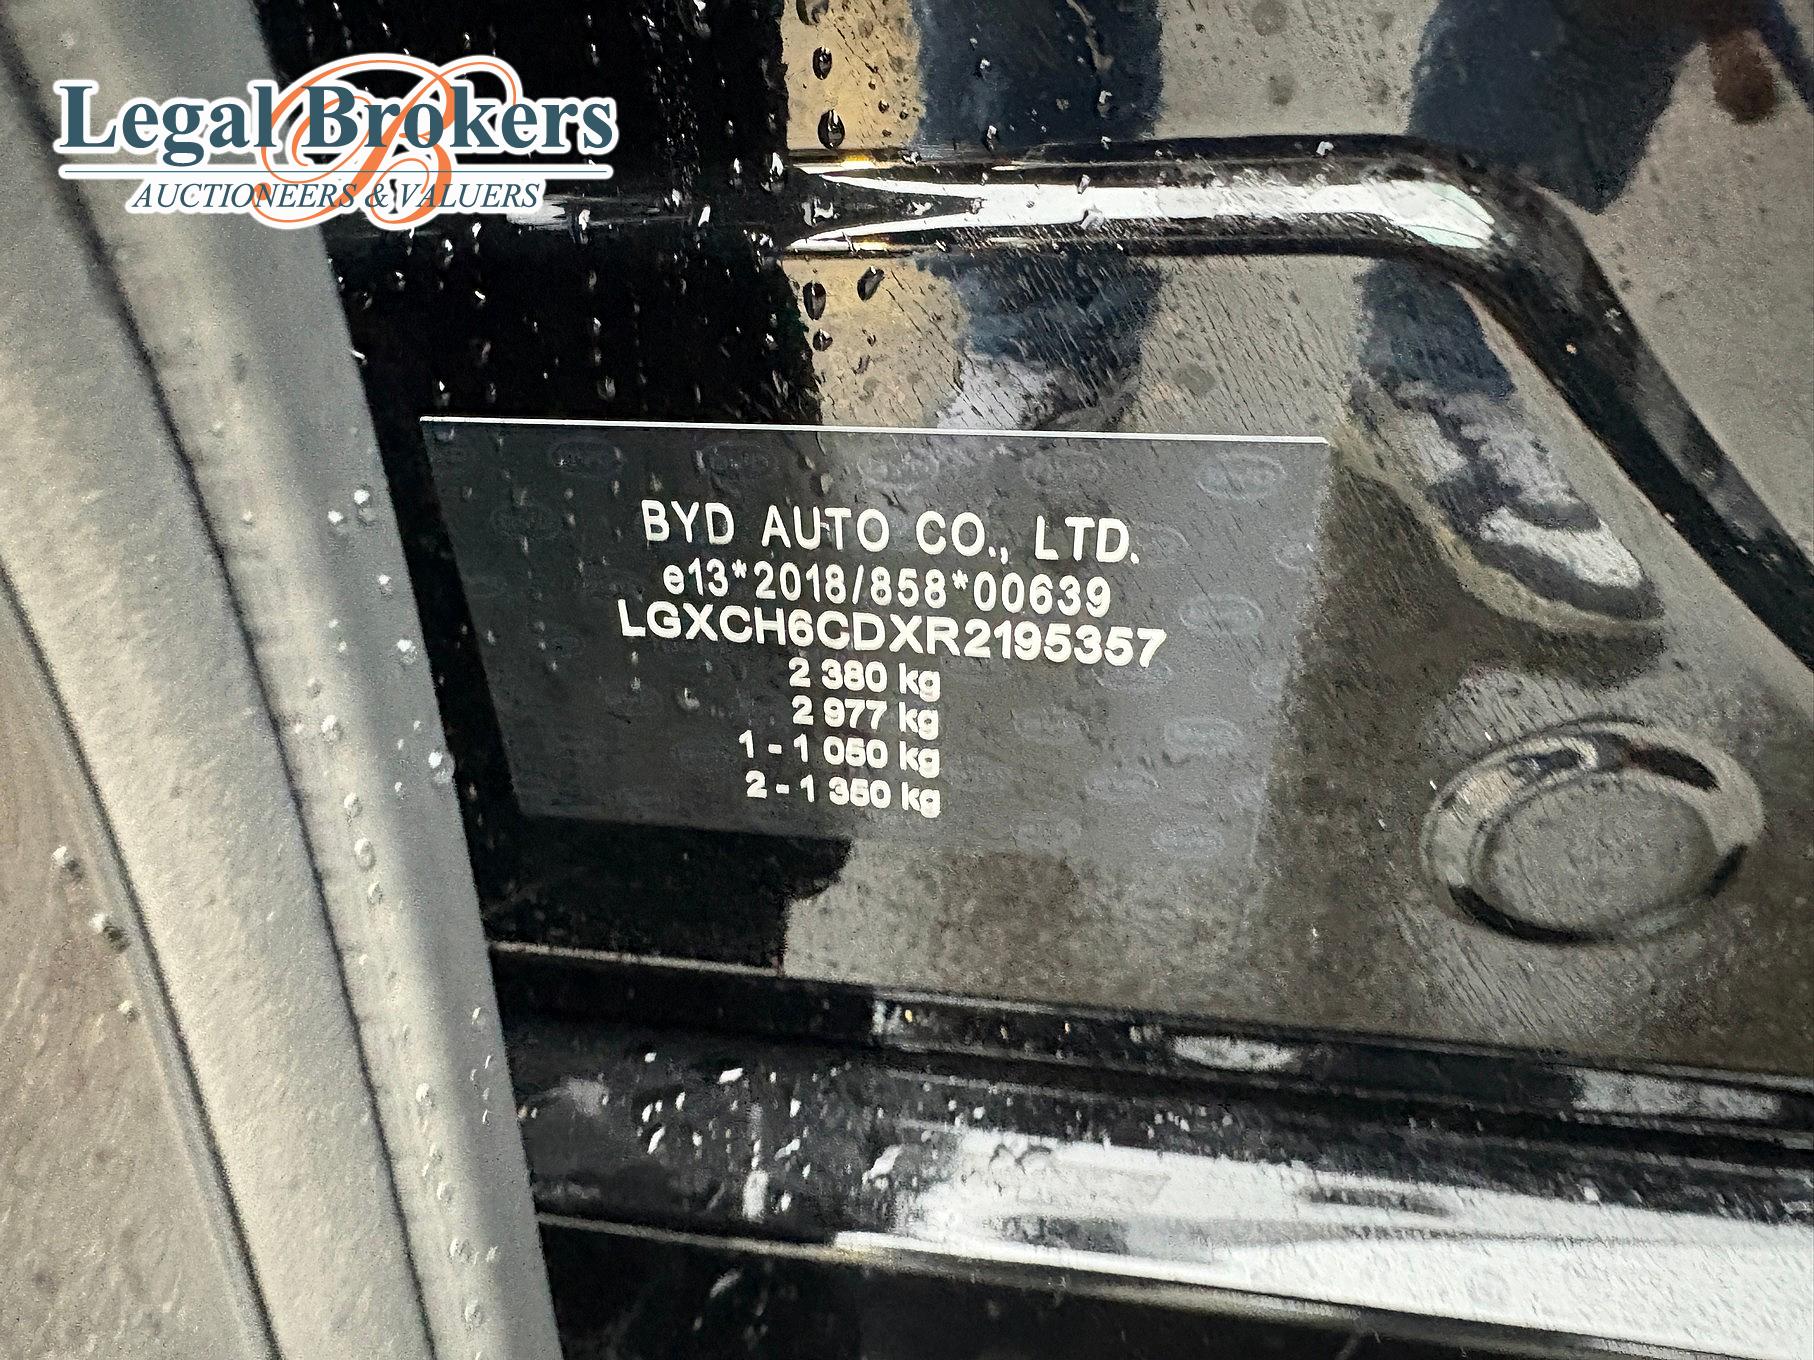 Legal Brokers
AUCTIONEERS & VALUERS
BYD AUTO CO., LTD.
e13*2018/858*00639
LGXCH6CDXR2195357
2 380 kg
2 977 kg
1 - 1 050 kg
2 - 1 350 kg